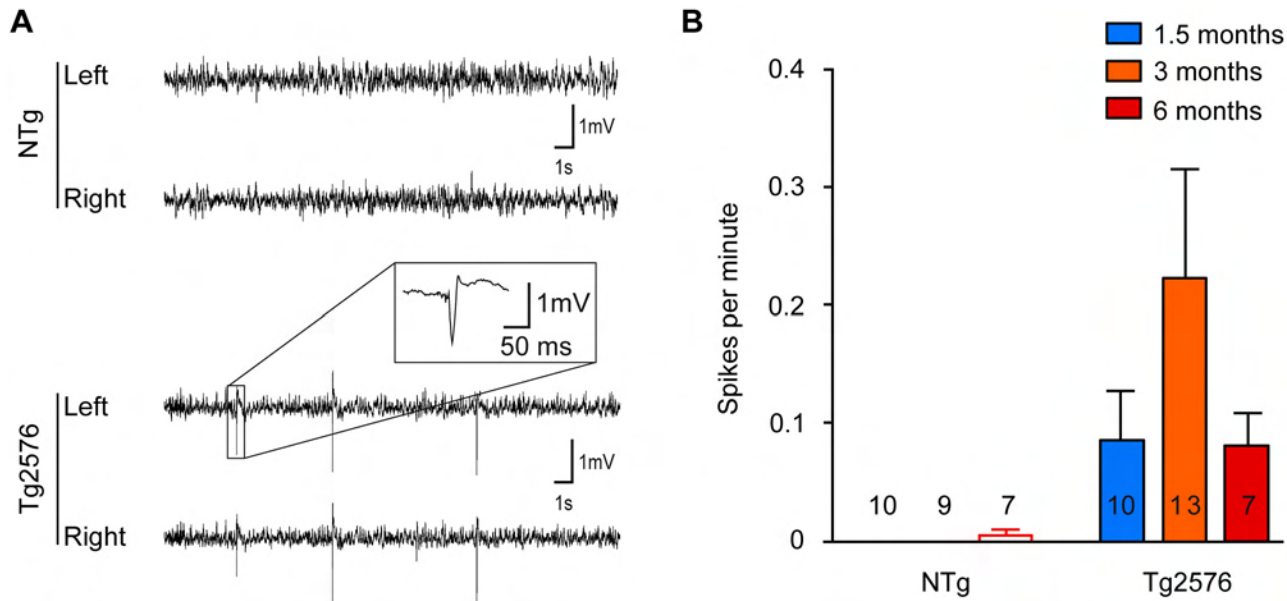 A
NTg
Left
1mV
1s
Right
1mV
50 ms
Tg2576
Left
1mV
1s
Right
B
1.5 months
3 months
6 months
Spikes per minute
0.4
0.3
0.2
0.1
0
10 9 7
10 13 7
NTg Tg2576